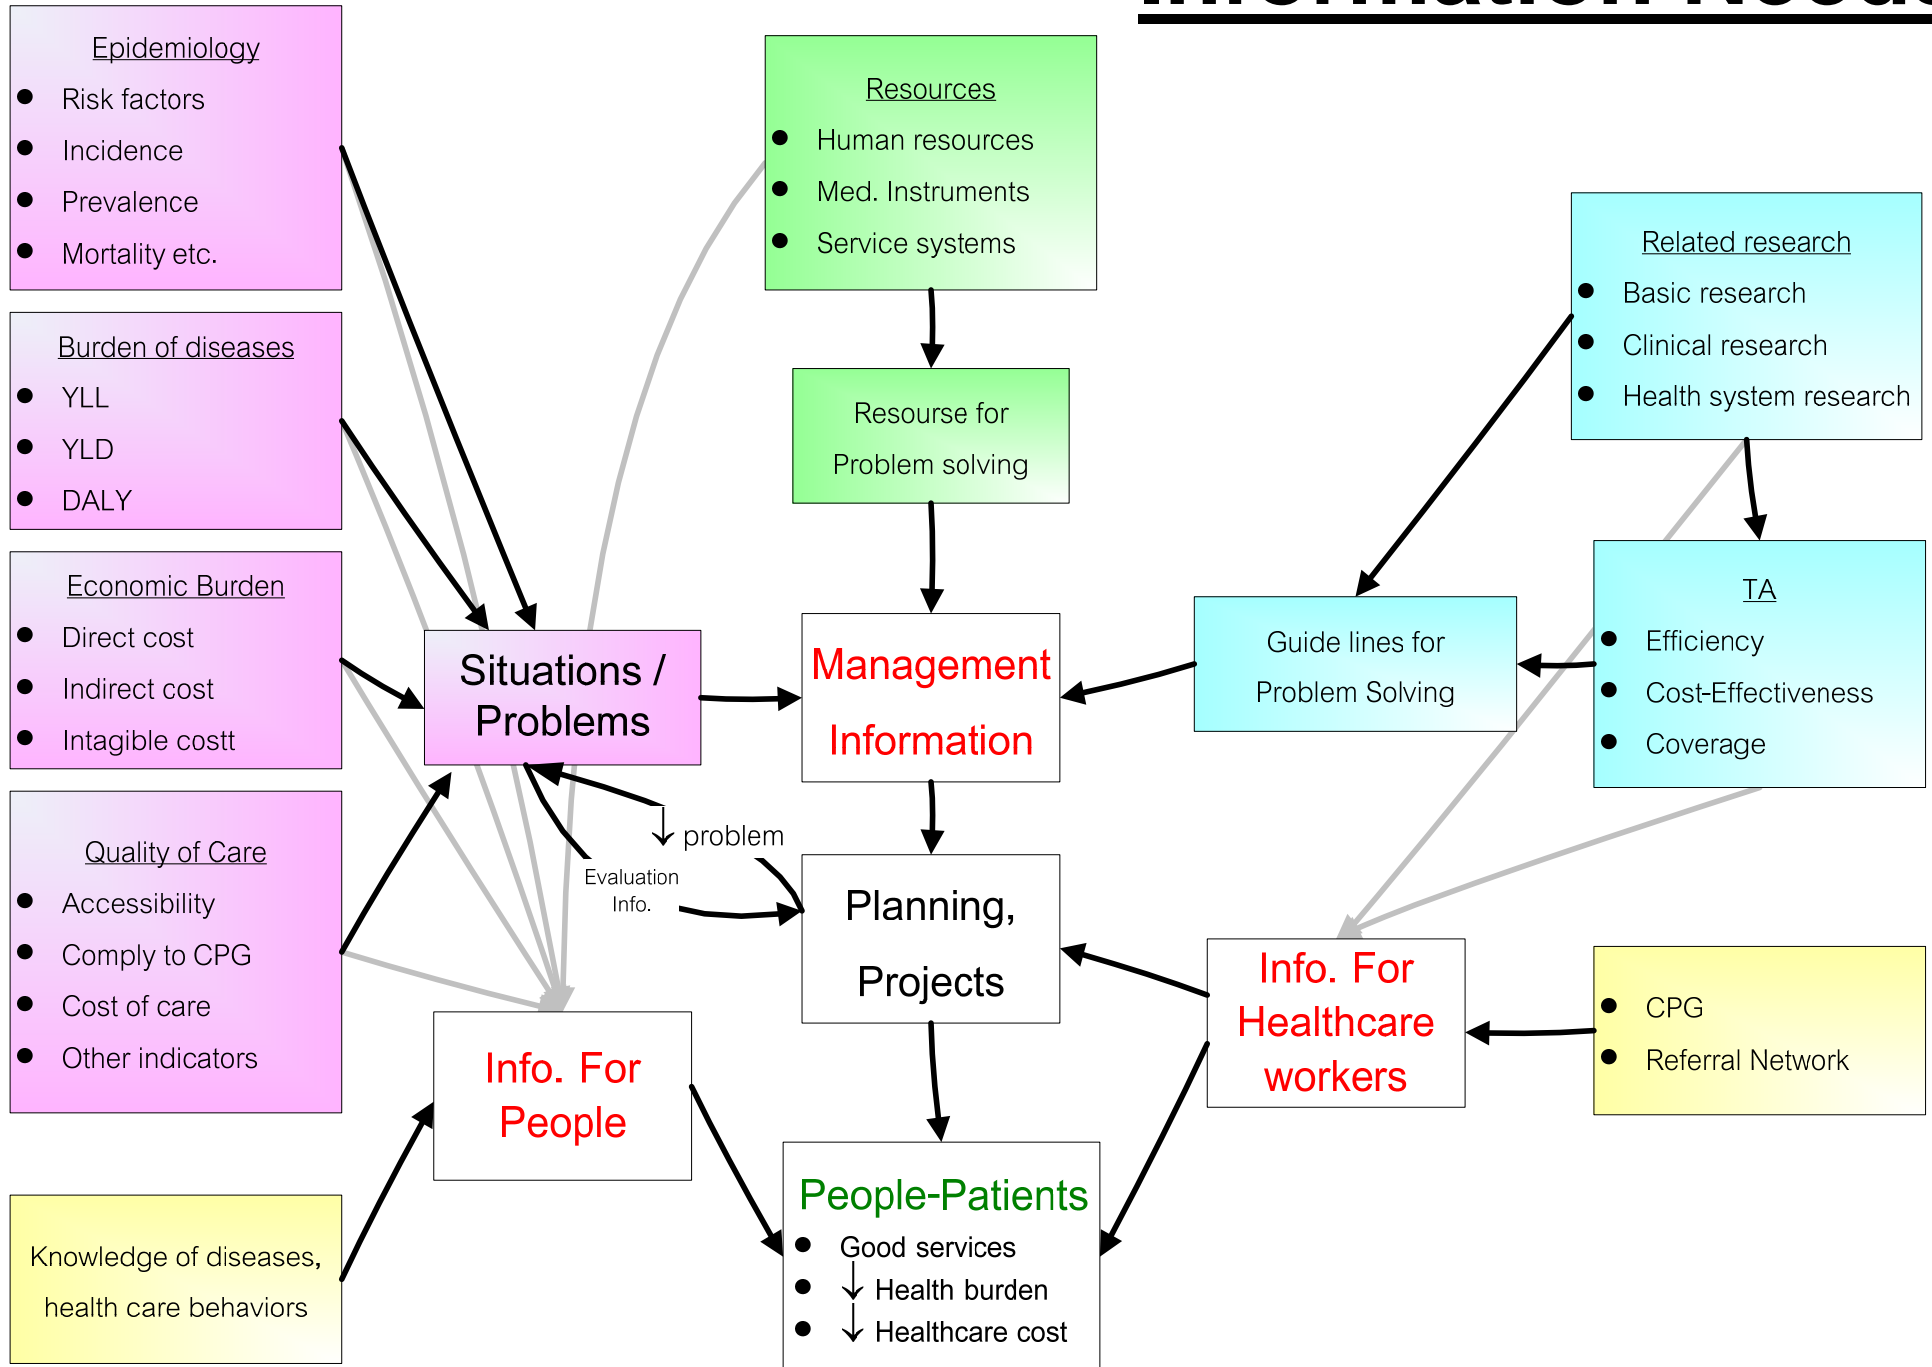 Information Needs
Epidemiology
● Risk factors
● Incidence
● Prevalence
● Mortality etc.
Burden of diseases
● YLL
● YLD
● DALY
Economic Burden
● Direct cost
● Indirect cost
● Intagible costt
Quality of Care
● Accessibility
● Comply to CPG
● Cost of care
● Other indicators
Knowledge of diseases,
health care behaviors
Situations /
Problems
↓ problem
Evaluation
Info.
Info. For
People
Resources
● Human resources
● Med. Instruments
● Service systems
Resourse for
Problem solving
Management
Information
Planning,
Projects
People-Patients
● Good services
● ↓ Health burden
● ↓ Healthcare cost
Related research
● Basic research
● Clinical research
● Health system research
TA
● Efficiency
● Cost-Effectiveness
● Coverage
Guide lines for
Problem Solving
Info. For
Healthcare
workers
● CPG
● Referral Network